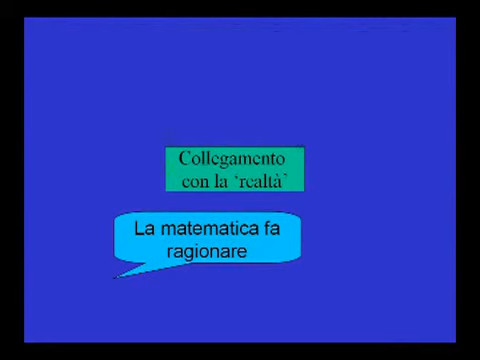 Collegamento
con la ‘realtà’
La matematica fa
ragionare